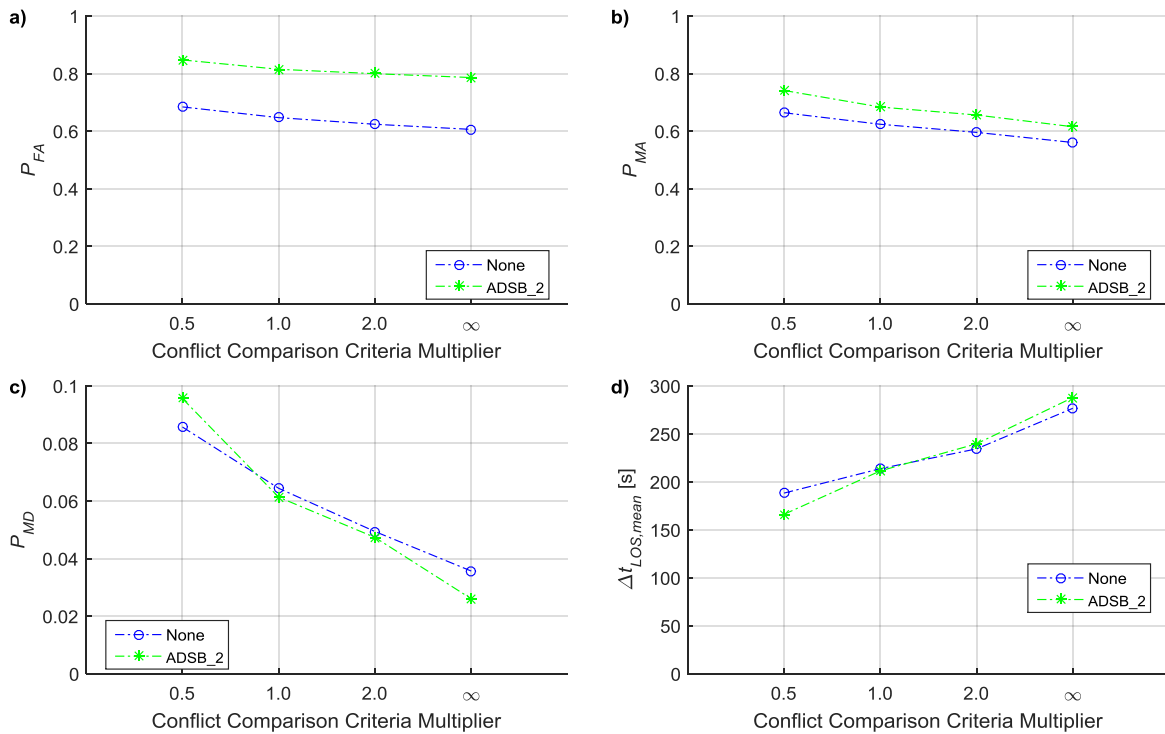 a)
1
0.8
0.6
0.4
0.2
0
P_FA
None
ADSB_2
0.5 1.0 2.0 ∞
Conflict Comparison Criteria Multiplier
b)
1
0.8
0.6
0.4
0.2
0
P_MA
None
ADSB_2
0.5 1.0 2.0 ∞
Conflict Comparison Criteria Multiplier
c)
0.1
0.08
0.06
0.04
0.02
0
P_MD
None
ADSB_2
0.5 1.0 2.0 ∞
Conflict Comparison Criteria Multiplier
d)
300
250
200
150
100
50
0
Δt_LOS,mean [s]
None
ADSB_2
0.5 1.0 2.0 ∞
Conflict Comparison Criteria Multiplier